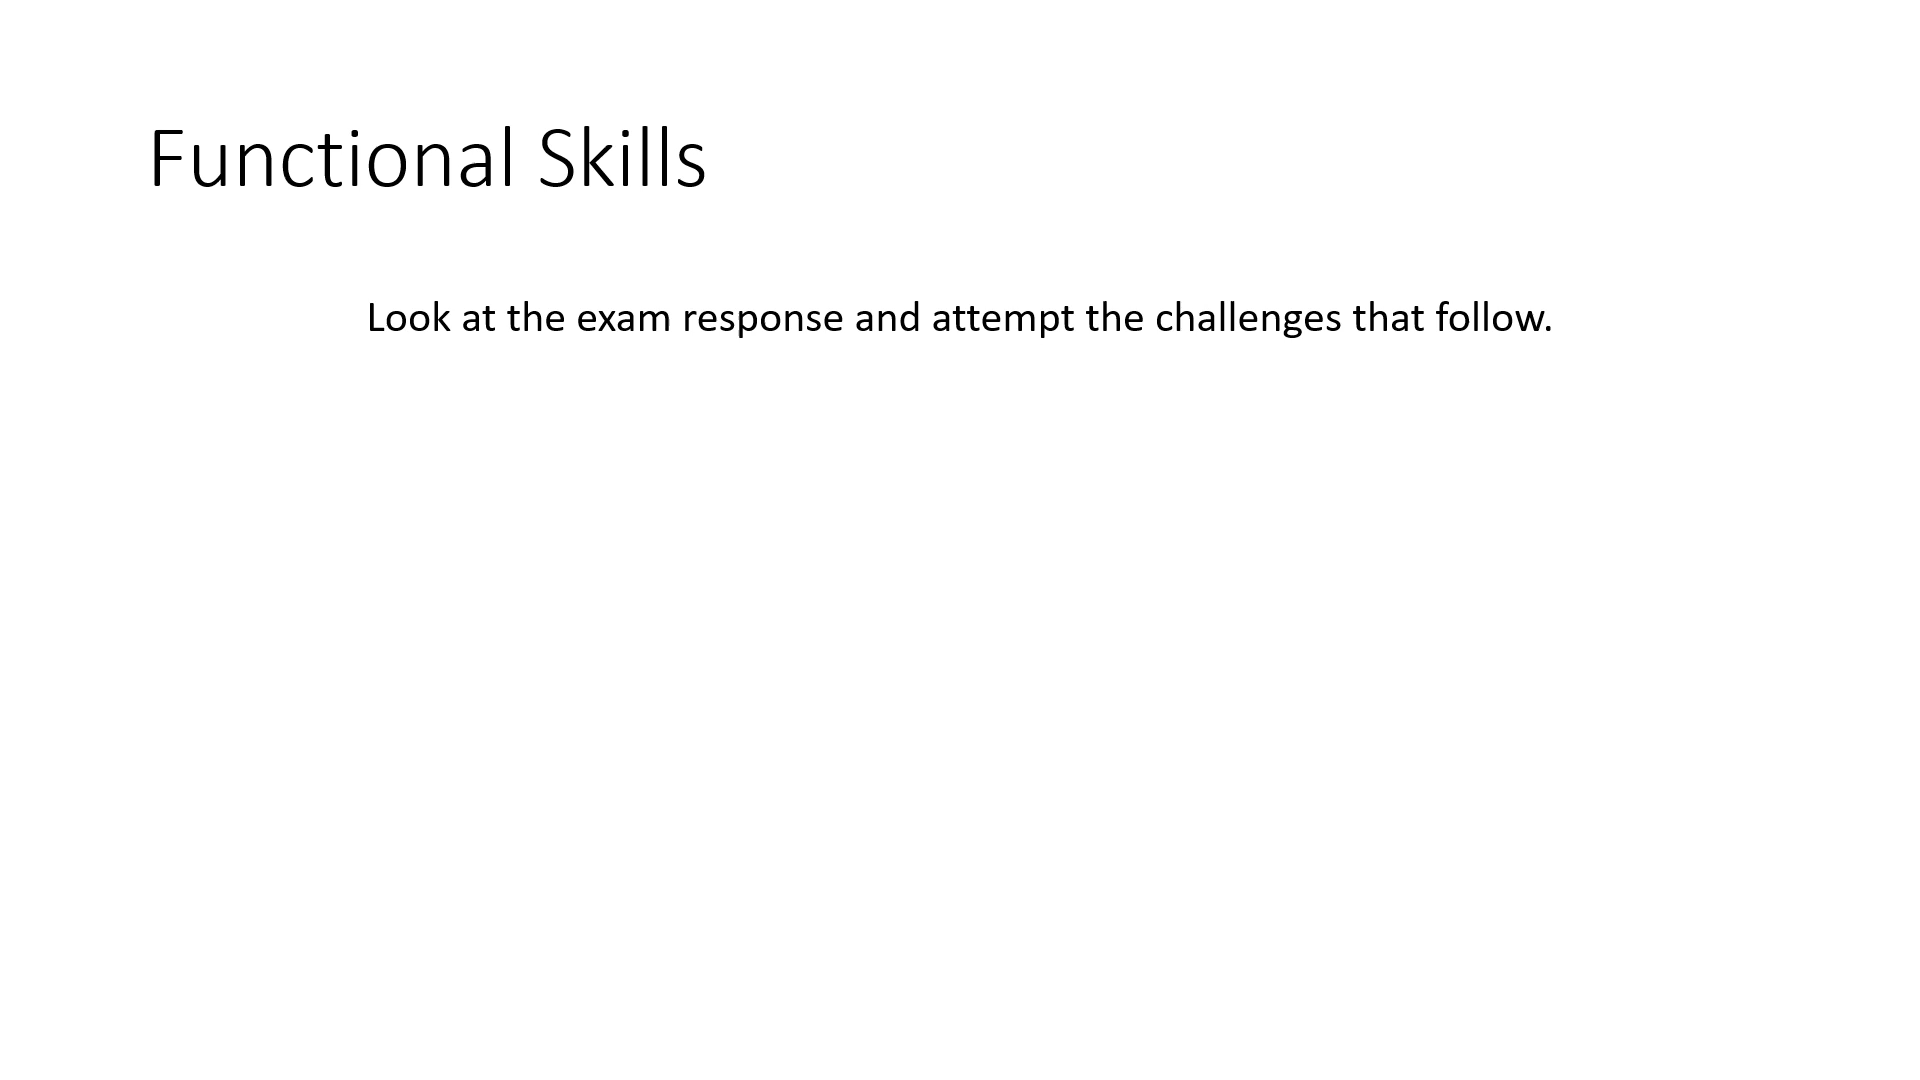 Functional Skills
Look at the exam response and attempt the challenges that follow.